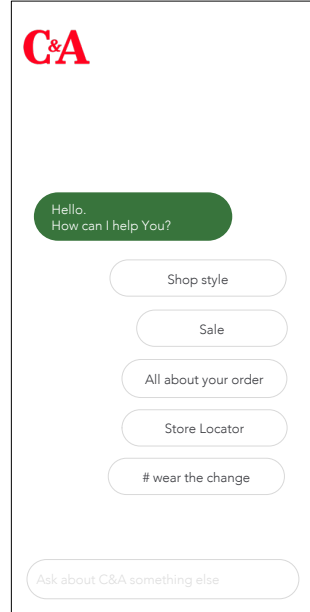 C&A
Hello.
How can I help You?
Shop style
Sale
All about your order
Store Locator
# wear the change
Ask about C&A something else